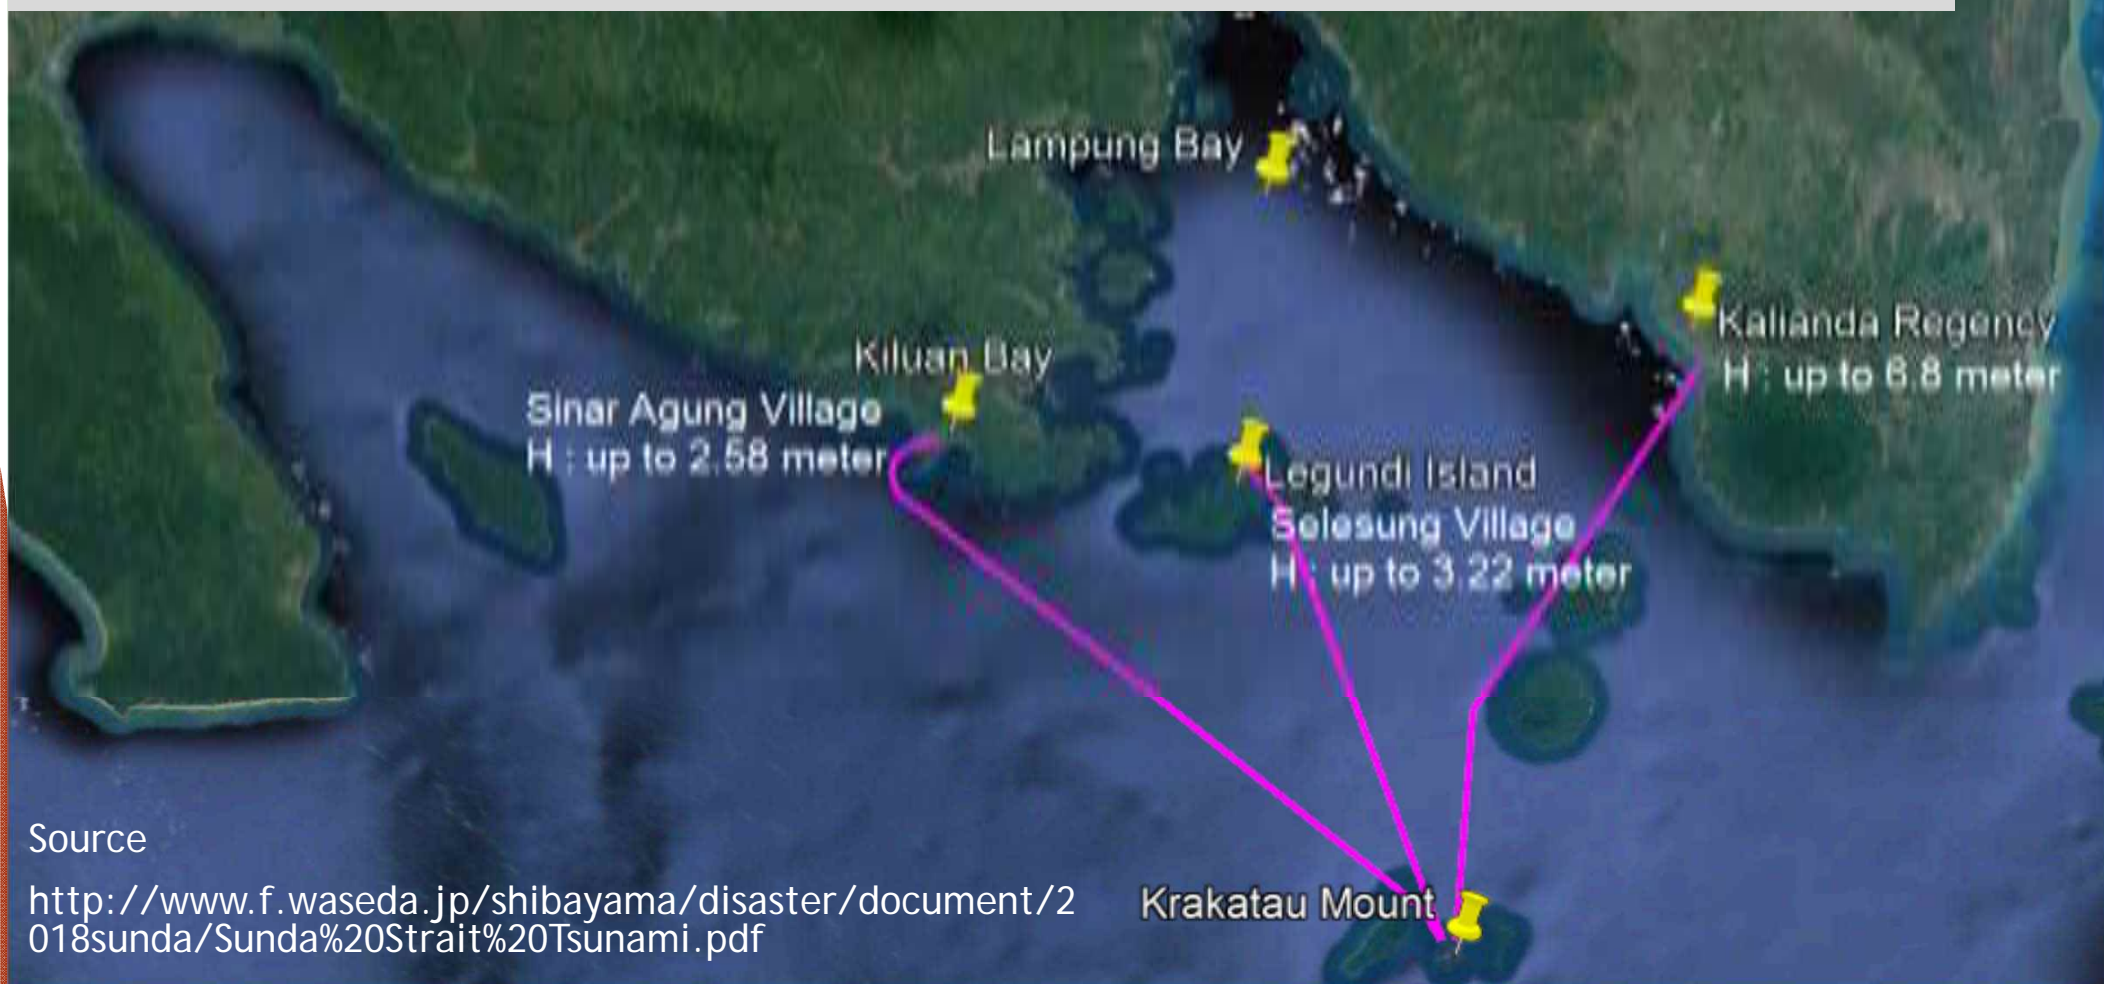 Lampung Bay
Kalianda Regency
H : up to 6.8 meter
Kiluan Bay
Sinar Agung Village
H : up to 2.58 meter
Legundi Island
Selesung Village
H : up to 3.22 meter
Krakatau Mount
Source
http://www.f.waseda.jp/shibayama/disaster/document/2
018sunda/Sunda%20Strait%20Tsunami.pdf